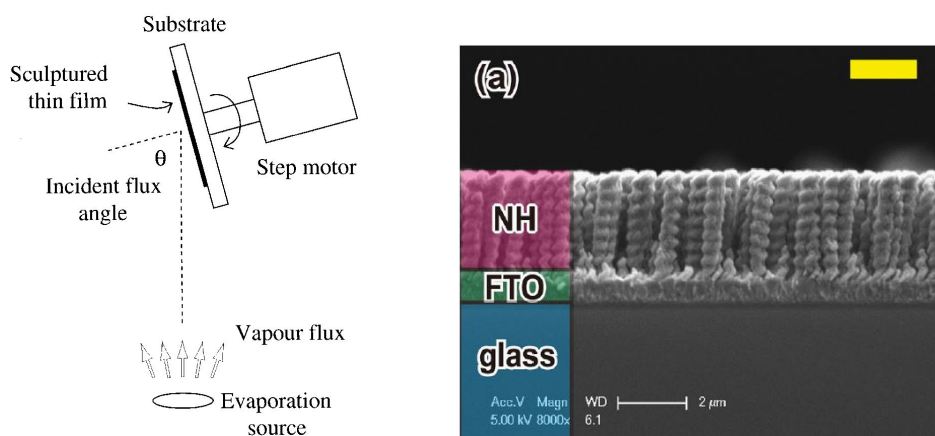 Substrate
Sculptured
thin film
θ
Incident flux
angle
Step motor
Vapour flux
Evaporation
source
(a)
NH
FTO
glass
Acc.V Magn WD 2 µm
5.00 kV 8000x 6.1